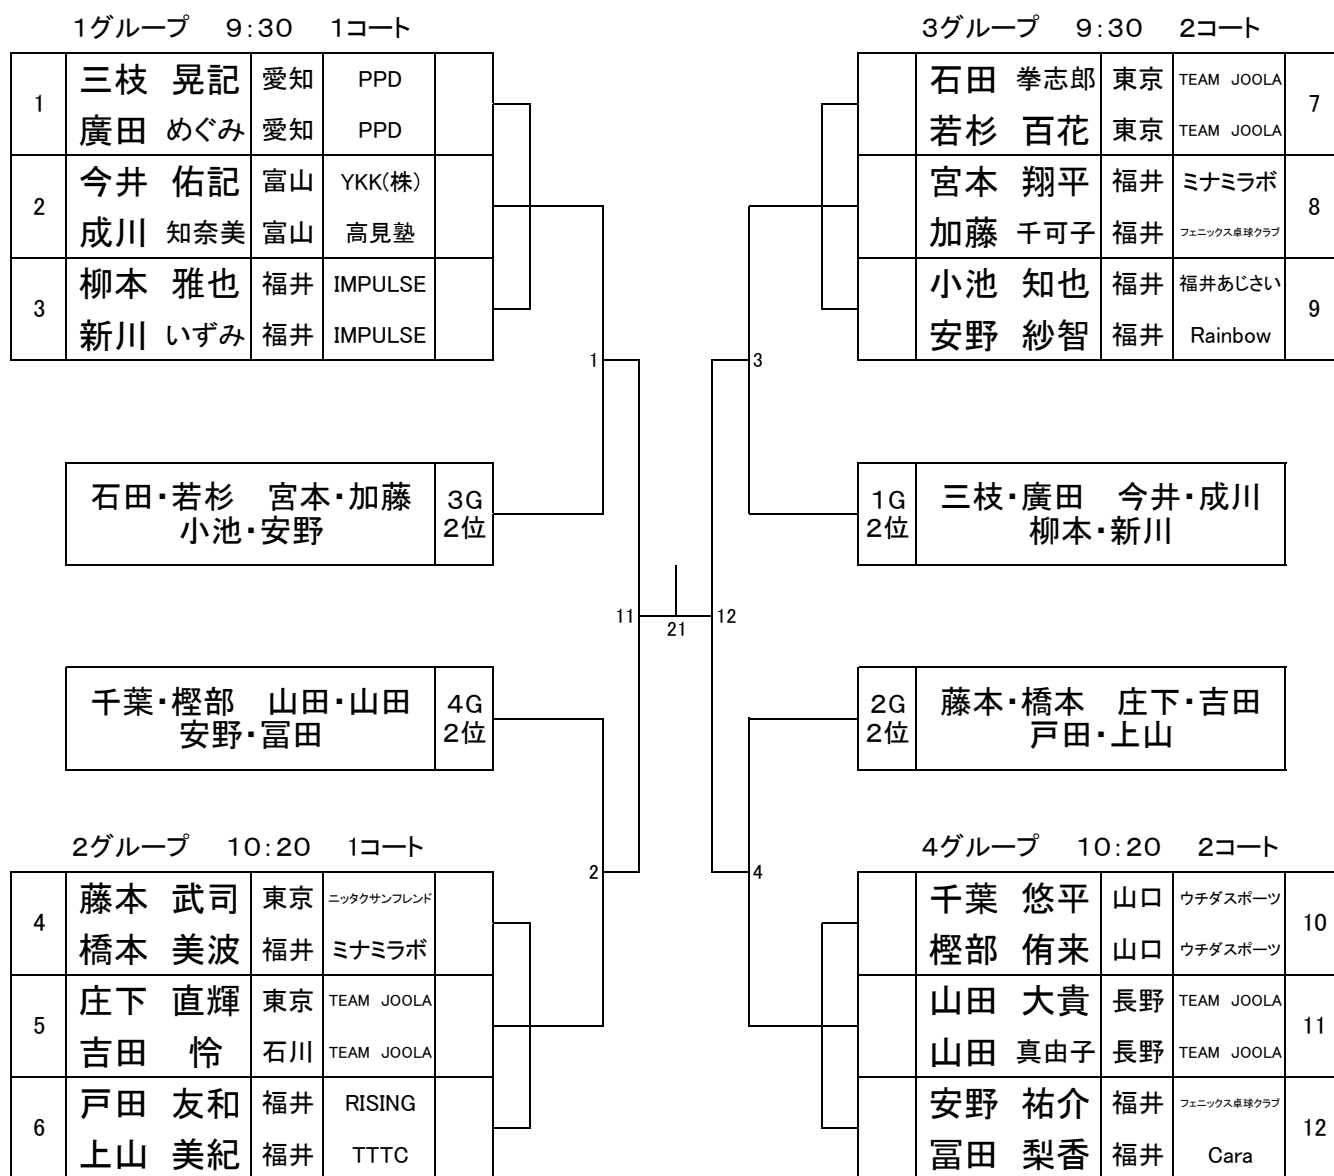 1グループ　9:30　1コート
1
三枝 晃記 愛知 PPD
廣田 めぐみ 愛知 PPD
2
今井 佑記 富山 YKK(株)
成川 知奈美 富山 高見塾
3
柳本 雅也 福井 IMPULSE
新川 いずみ 福井 IMPULSE
3グループ　9:30　2コート
石田 拳志郎 東京 TEAM JOOLA
若杉 百花 東京 TEAM JOOLA
7
宮本 翔平 福井 ミナミラボ
加藤 千可子 福井 フェニックス卓球クラブ
8
小池 知也 福井 福井あじさい
安野 紗智 福井 Rainbow
9
1
3
石田・若杉　宮本・加藤
小池・安野
3G
2位
1G
2位
三枝・廣田　今井・成川
柳本・新川
11
21
12
千葉・樫部　山田・山田
安野・冨田
4G
2位
2G
2位
藤本・橋本　庄下・吉田
戸田・上山
2
4
2グループ　10:20　1コート
4
藤本 武司 東京 ニッタクサンフレンド
橋本 美波 福井 ミナミラボ
5
庄下 直輝 東京 TEAM JOOLA
吉田 怜 石川 TEAM JOOLA
6
戸田 友和 福井 RISING
上山 美紀 福井 TTTC
4グループ　10:20　2コート
千葉 悠平 山口 ウチダスポーツ
樫部 侑来 山口 ウチダスポーツ
10
山田 大貴 長野 TEAM JOOLA
山田 真由子 長野 TEAM JOOLA
11
安野 祐介 福井 フェニックス卓球クラブ
冨田 梨香 福井 Cara
12